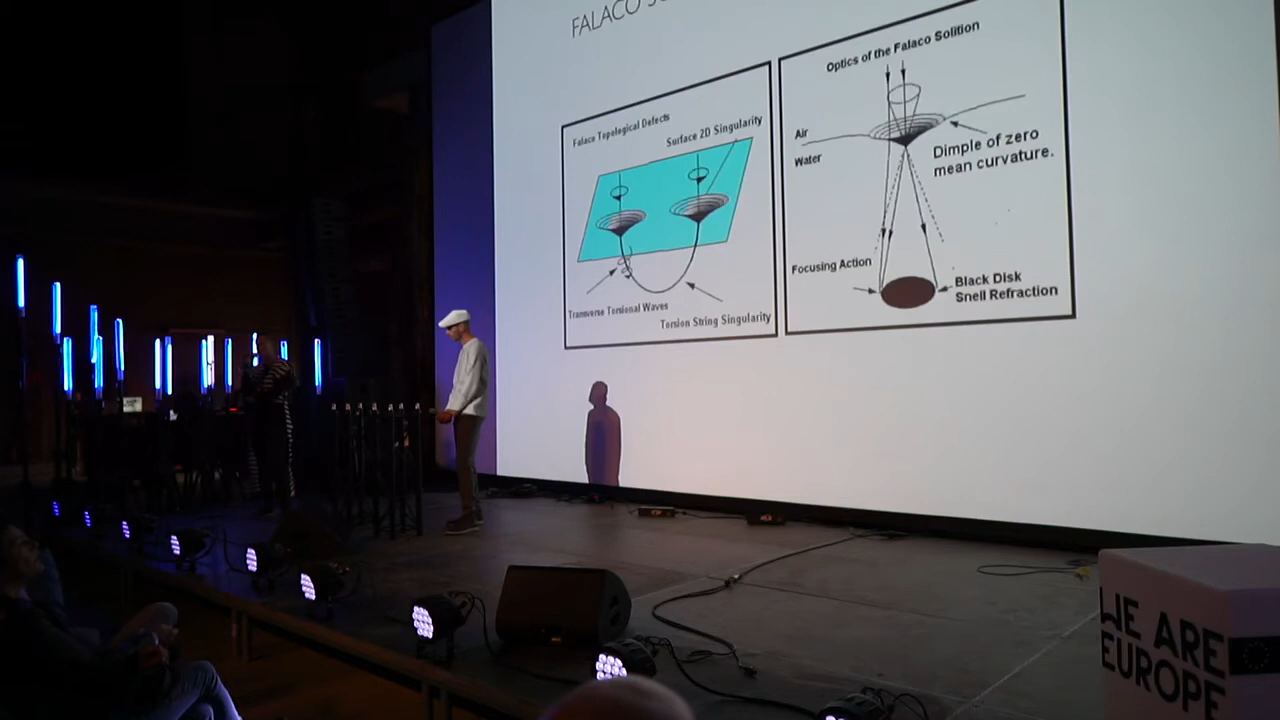 FALACO
Falaco Topological Defects
Surface 2D Singularity
Transverse Torsional Waves
Torsion String Singularity
Optics of the Falaco Solition
Air
Water
Dimple of zero
mean curvature.
Focusing Action
Black Disk
Snell Refraction
WE ARE
EUROPE